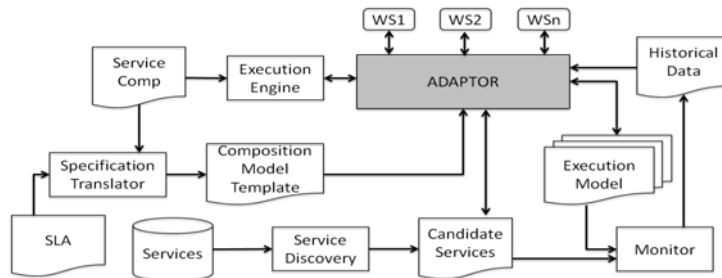 WS1 WS2 WSn
Service
Comp
Execution
Engine
ADAPTOR
Historical
Data
Specification
Translator
Composition
Model
Template
Execution
Model
SLA
Services
Service
Discovery
Candidate
Services
Monitor